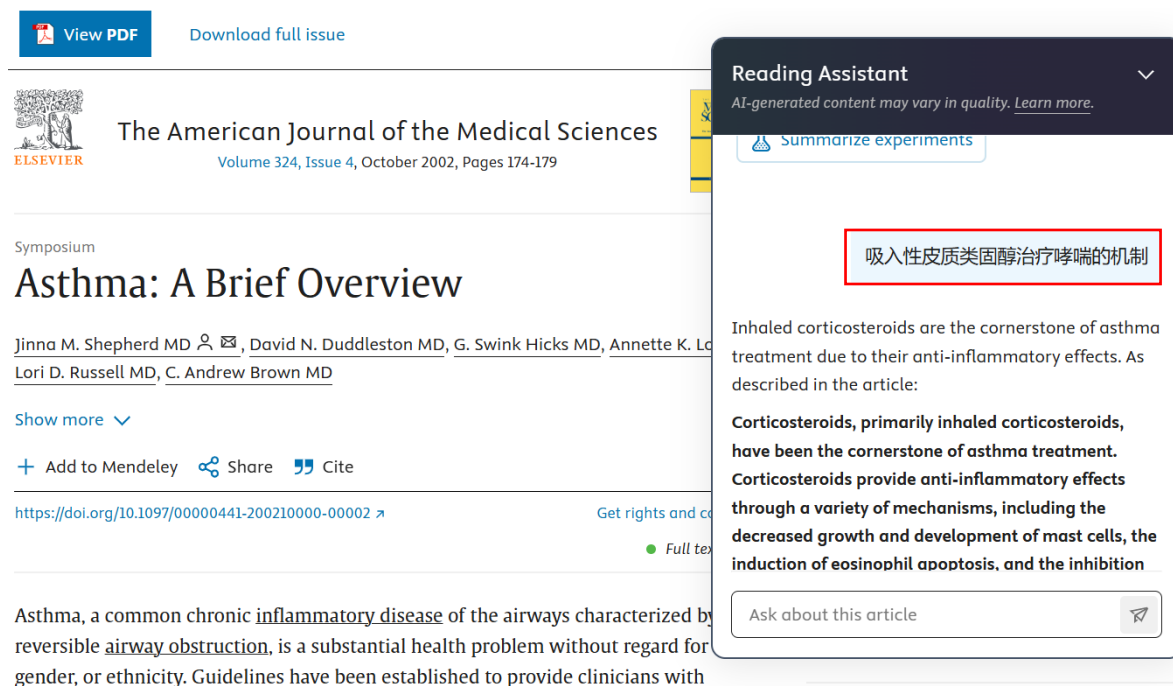 View PDF
Download full issue
ELSEVIER
The American Journal of the Medical Sciences
Volume 324, Issue 4, October 2002, Pages 174-179
Symposium
Asthma: A Brief Overview
Jinna M. Shepherd MD, David N. Duddleston MD, G. Swink Hicks MD, Annette K.
Lori D. Russell MD, C. Andrew Brown MD
Show more
Add to Mendeley
Share
Cite
https://doi.org/10.1097/00000441-200210000-00002
Get rights and
Full
Asthma, a common chronic inflammatory disease of the airways characterized
reversible airway obstruction, is a substantial health problem without regard for
gender, or ethnicity. Guidelines have been established to provide clinicians with
Reading Assistant
AI-generated content may vary in quality. Learn more.
Summarize experiments
吸入性皮质类固醇治疗哮喘的机制
Inhaled corticosteroids are the cornerstone of asthma
treatment due to their anti-inflammatory effects. As
described in the article:
Corticosteroids, primarily inhaled corticosteroids,
have been the cornerstone of asthma treatment.
Corticosteroids provide anti-inflammatory effects
through a variety of mechanisms, including the
decreased growth and development of mast cells, the
induction of eosinophil apoptosis, and the inhibition
Ask about this article